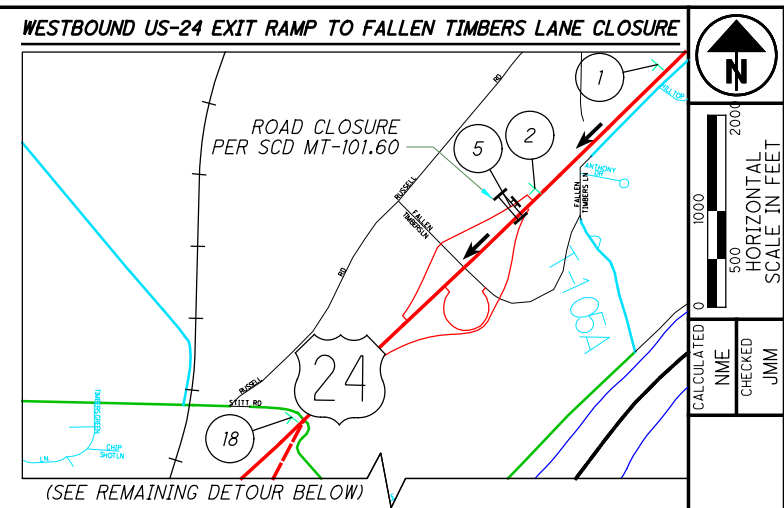 WESTBOUND US-24 EXIT RAMP TO FALLEN TIMBERS LANE CLOSURE
N
1
HILLTOP
RD
ROAD CLOSURE
PER SCD MT-101.60
5
2
ANTHONY
DR
RUSSELL
FALLEN
TIMBERS LN
FALLEN
TIMBERS LN
T-105A
RD
RUSSELL
24
STITT RD
18
TIMBERGREEN
CHIP
SHOT LN
LN
(SEE REMAINING DETOUR BELOW)
0
500
1000
2000
HORIZONTAL
SCALE IN FEET
CALCULATED
NME
CHECKED
JMM